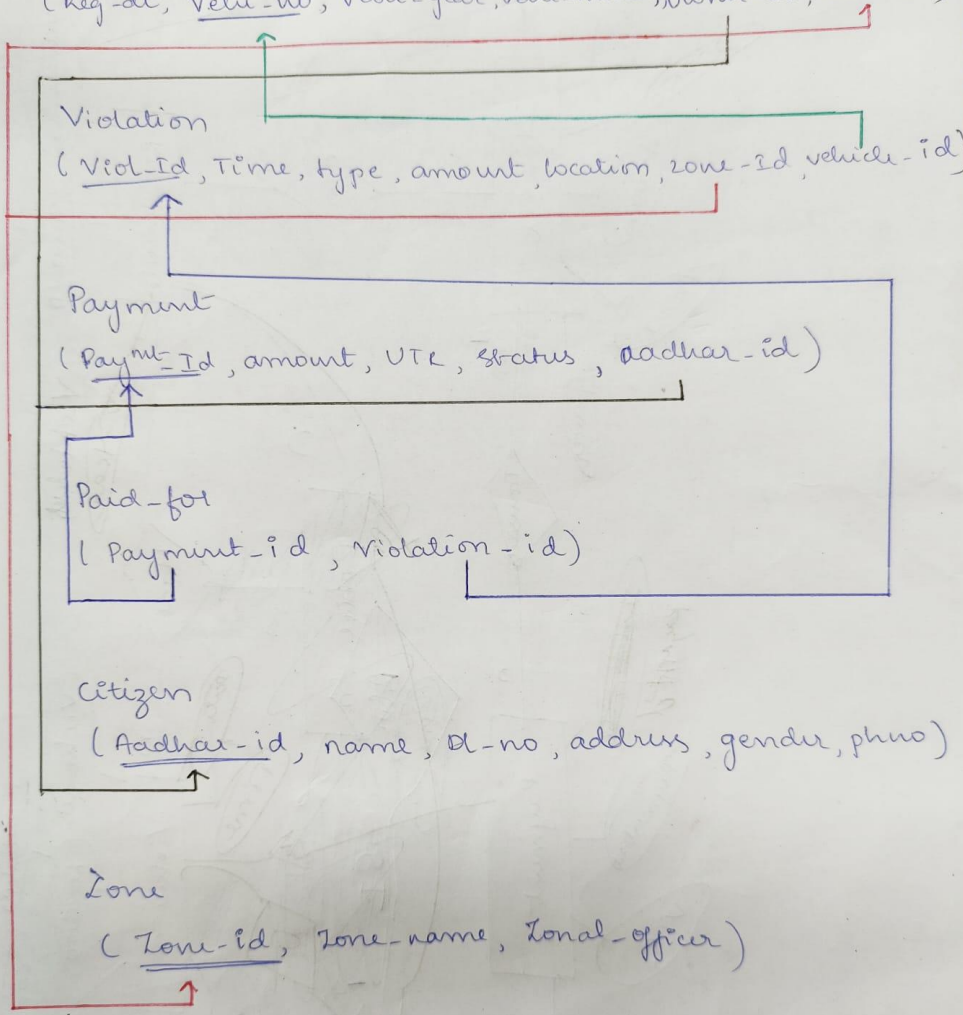 (Reg-
Violation
(Viol-Id, Time, type, amount, location, zone-Id, vehicle-id)
Payment
(Paymt-Id, amount, UTR, status, aadhar-id)
Paid-for
(Payment-id, violation-id)
Citizen
(Aadhar-id, name, Dl-no, address, gender, phno)
Zone
(Zone-id, Zone-name, Zonal-officer)